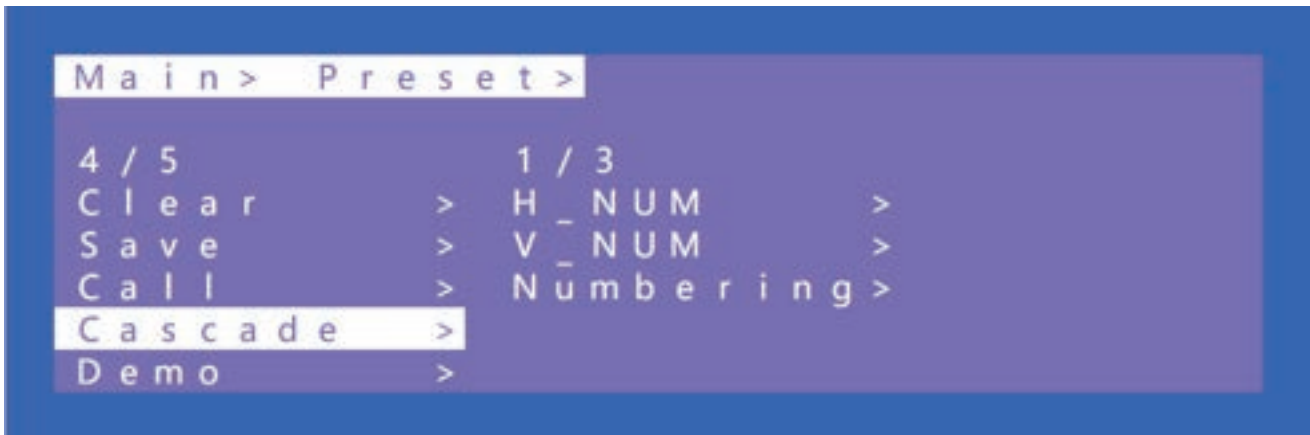 Main> Preset>
4/5 1/3
Clear > H_NUM >
Save > V_NUM >
Call > Numbering>
Cascade >
Demo >